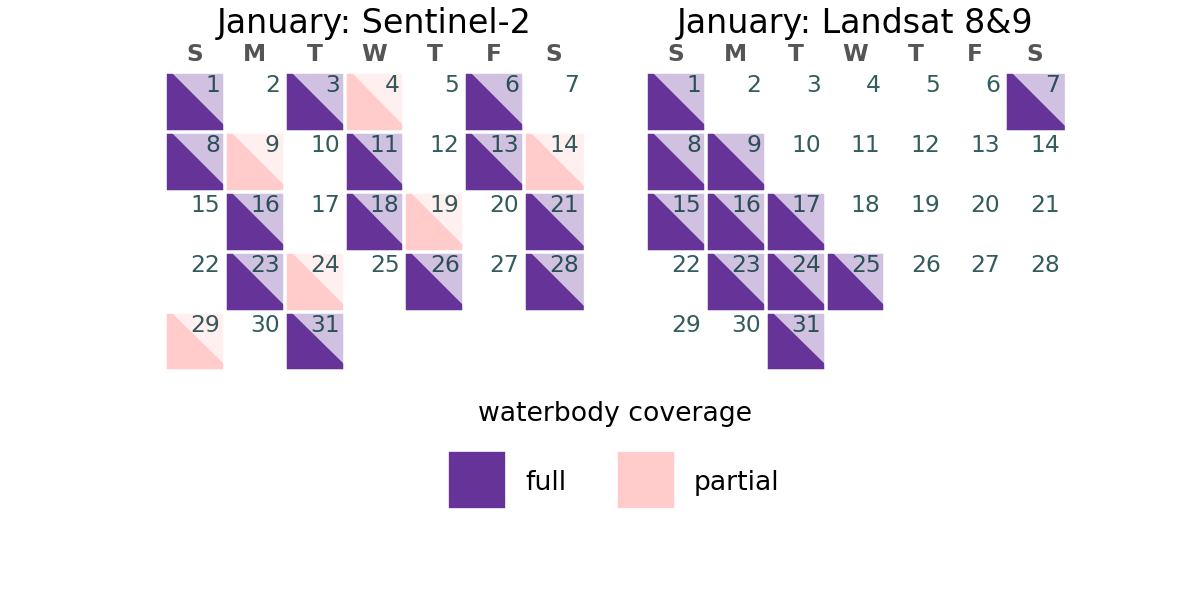 January: Sentinel-2
S M T W T F S
1 2 3 4 5 6 7
8 9 10 11 12 13 14
15 16 17 18 19 20 21
22 23 24 25 26 27 28
29 30 31
January: Landsat 8&9
S M T W T F S
1 2 3 4 5 6 7
8 9 10 11 12 13 14
15 16 17 18 19 20 21
22 23 24 25 26 27 28
29 30 31
waterbody coverage
full partial